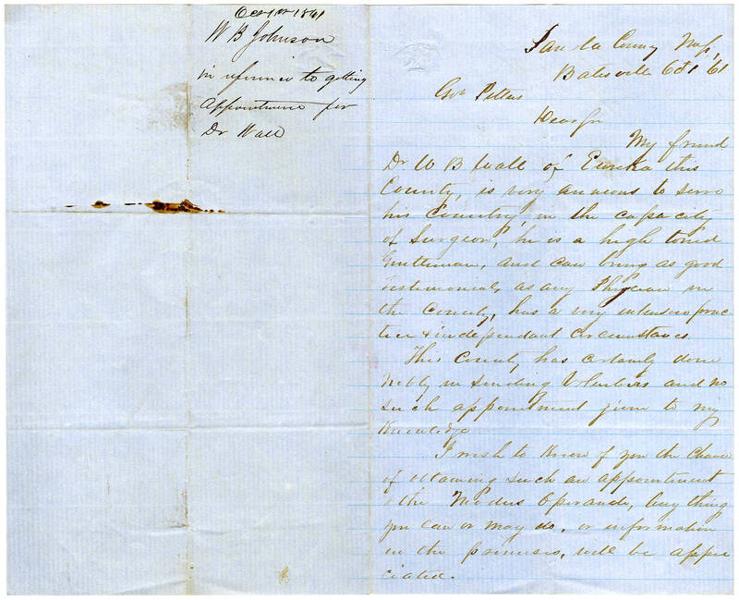 Oct 1st 1861
W B Johnson
in reference to getting
Appointment for
Dr Wall
Panola County Miss,
Batesville Oct 1 61
Gov Pettus
Dear Sir
My friend
Dr W B Wall of Eureka this
County, is very anxious to serve
his Country, in the capacity
of Surgeon, he is a high toned
Gentleman, and can bring as good
testimonials as any Physician in
the County, has a very extensive prac
tice & independant circumstances
This County has certainly done
Nobly in Sending Volunteers and no
such appointment given to my
Knowledge
I wish to Know of you the chance
of obtaining such an appointment
& the Modus Operandi, any thing
you can or may do, or information
in the premises, will be appre
ciated.